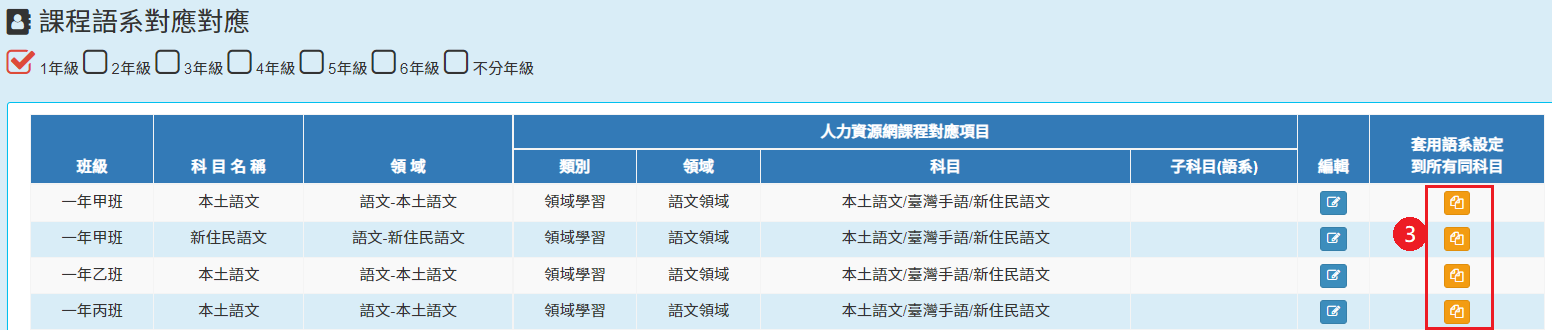 課程語系對應對應
1年級 2年級 3年級 4年級 5年級 6年級 不分年級
人力資源網課程對應項目
套用語系設定
班級 科 目 名 稱 領 域 類別 領域 科目 子科目(語系) 編輯 到所有同科目
一年甲班 本土語文 語文-本土語文 領域學習 語文領域 本土語文/臺灣手語/新住民語文
一年甲班 新住民語文 語文-新住民語文 領域學習 語文領域 本土語文/臺灣手語/新住民語文
3
一年乙班 本土語文 語文-本土語文 領域學習 語文領域 本土語文/臺灣手語/新住民語文
一年丙班 本土語文 語文-本土語文 領域學習 語文領域 本土語文/臺灣手語/新住民語文